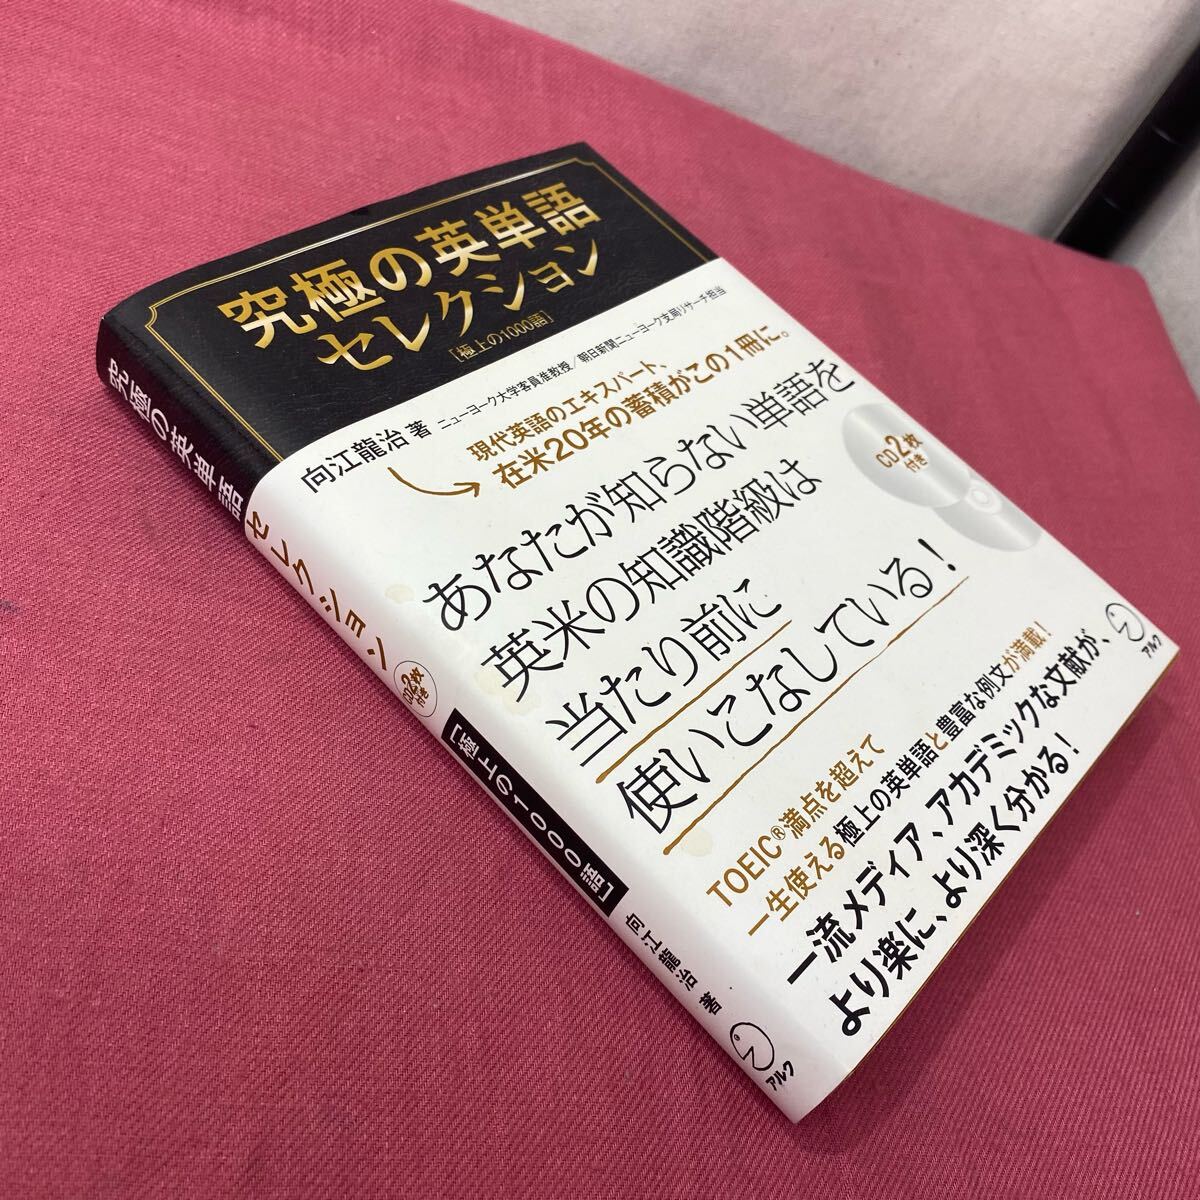 究極の英単語
セレクション
[極上の1000語]
向江龍治 著
ニューヨーク大学客員准教授／朝日新聞ニューヨーク支局リサーチ担当
現代英語のエキスパート、
在米20年の蓄積がこの1冊に。
CD2枚
付き
あなたが知らない単語を
英米の知識階級は
当たり前に
使いこなしている！
TOEIC®満点を超えて
一生使える極上の英単語と豊富な例文が満載！
一流メディア、アカデミックな文献が、
より楽に、より深く分かる！
アルク
究極の英単語セレクション
CD2枚
付き
[極上の1000語]
向江龍治 著
アルク